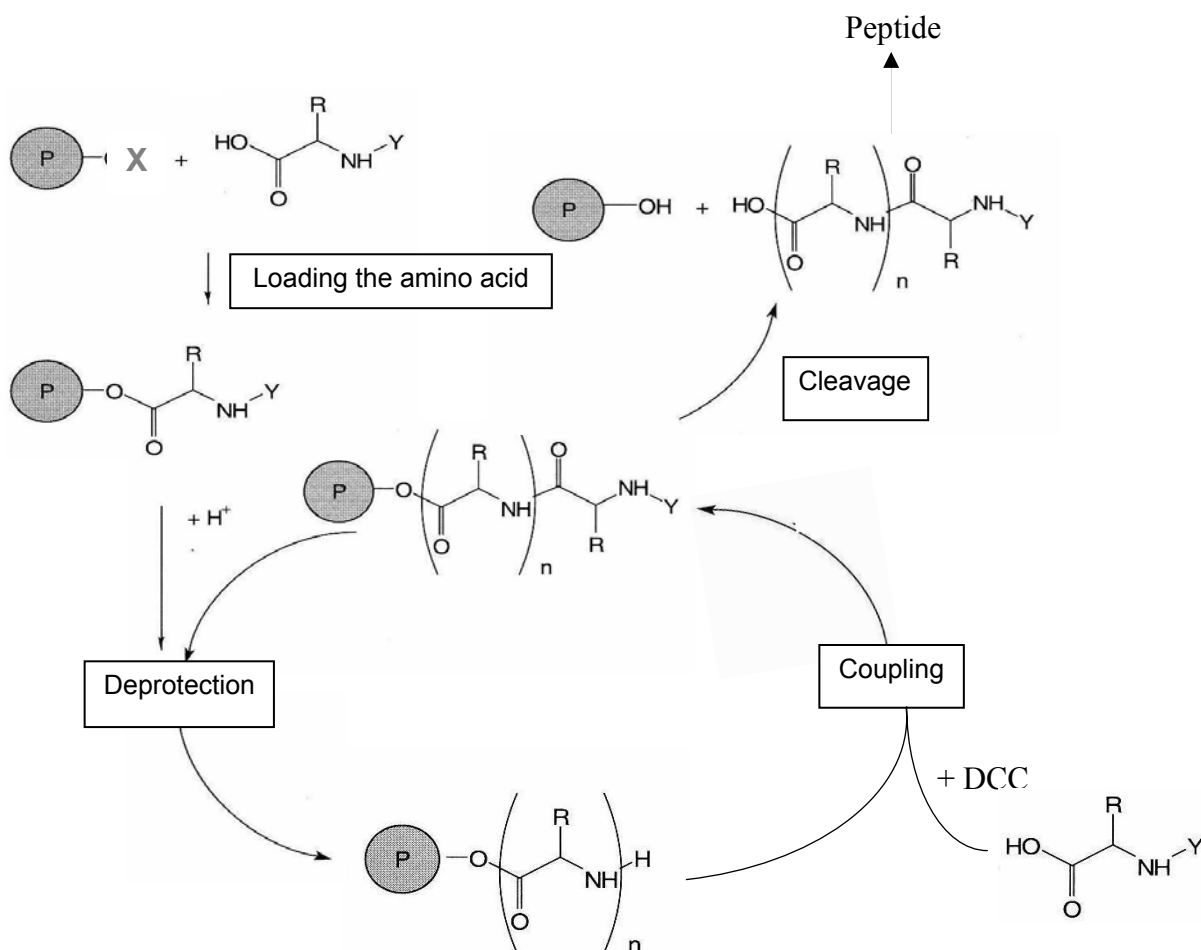 Peptide
P
X
+
HO
O
R
NH
Y
P
OH
+
HO
O
R
NH
n
O
R
NH
Y
Loading the amino acid
P
O
O
R
NH
Y
Cleavage
P
O
O
R
NH
n
O
R
NH
Y
+ H+
Deprotection
Coupling
+ DCC
P
O
O
R
NH
H
n
HO
O
R
NH
Y